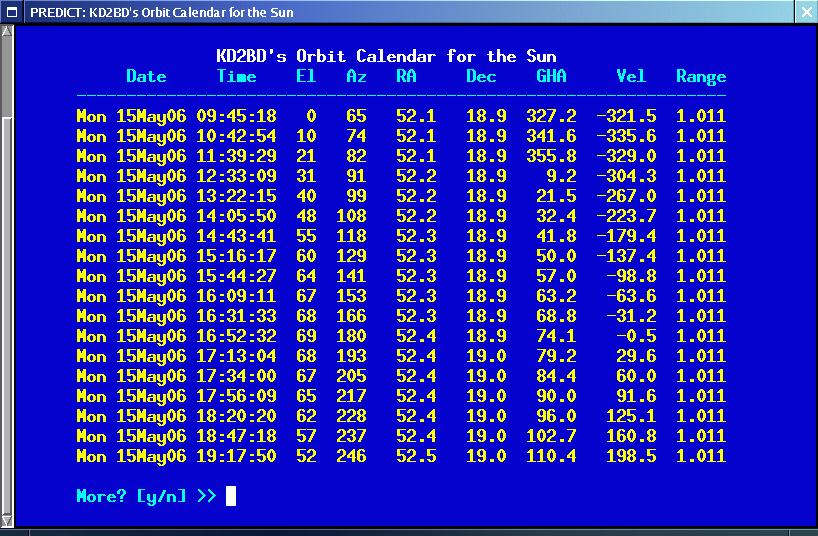 PREDICT: KD2BD's Orbit Calendar for the Sun
KD2BD's Orbit Calendar for the Sun
Date Time El Az RA Dec GHA Vel Range
Mon 15May06 09:45:18 0 65 52.1 18.9 327.2 -321.5 1.011
Mon 15May06 10:42:54 10 74 52.1 18.9 341.6 -335.6 1.011
Mon 15May06 11:39:29 21 82 52.1 18.9 355.8 -329.0 1.011
Mon 15May06 12:33:09 31 91 52.2 18.9 9.2 -304.3 1.011
Mon 15May06 13:22:15 40 99 52.2 18.9 21.5 -267.0 1.011
Mon 15May06 14:05:50 48 108 52.2 18.9 32.4 -223.7 1.011
Mon 15May06 14:43:41 55 118 52.3 18.9 41.8 -179.4 1.011
Mon 15May06 15:16:17 60 129 52.3 18.9 50.0 -137.4 1.011
Mon 15May06 15:44:27 64 141 52.3 18.9 57.0 -98.8 1.011
Mon 15May06 16:09:11 67 153 52.3 18.9 63.2 -63.6 1.011
Mon 15May06 16:31:33 68 166 52.3 18.9 68.8 -31.2 1.011
Mon 15May06 16:52:32 69 180 52.4 18.9 74.1 -0.5 1.011
Mon 15May06 17:13:04 68 193 52.4 19.0 79.2 29.6 1.011
Mon 15May06 17:34:00 67 205 52.4 19.0 84.4 60.0 1.011
Mon 15May06 17:56:09 65 217 52.4 19.0 90.0 91.6 1.011
Mon 15May06 18:20:20 62 228 52.4 19.0 96.0 125.1 1.011
Mon 15May06 18:47:18 57 237 52.4 19.0 102.7 160.8 1.011
Mon 15May06 19:17:50 52 246 52.5 19.0 110.4 198.5 1.011
More? [y/n] >>